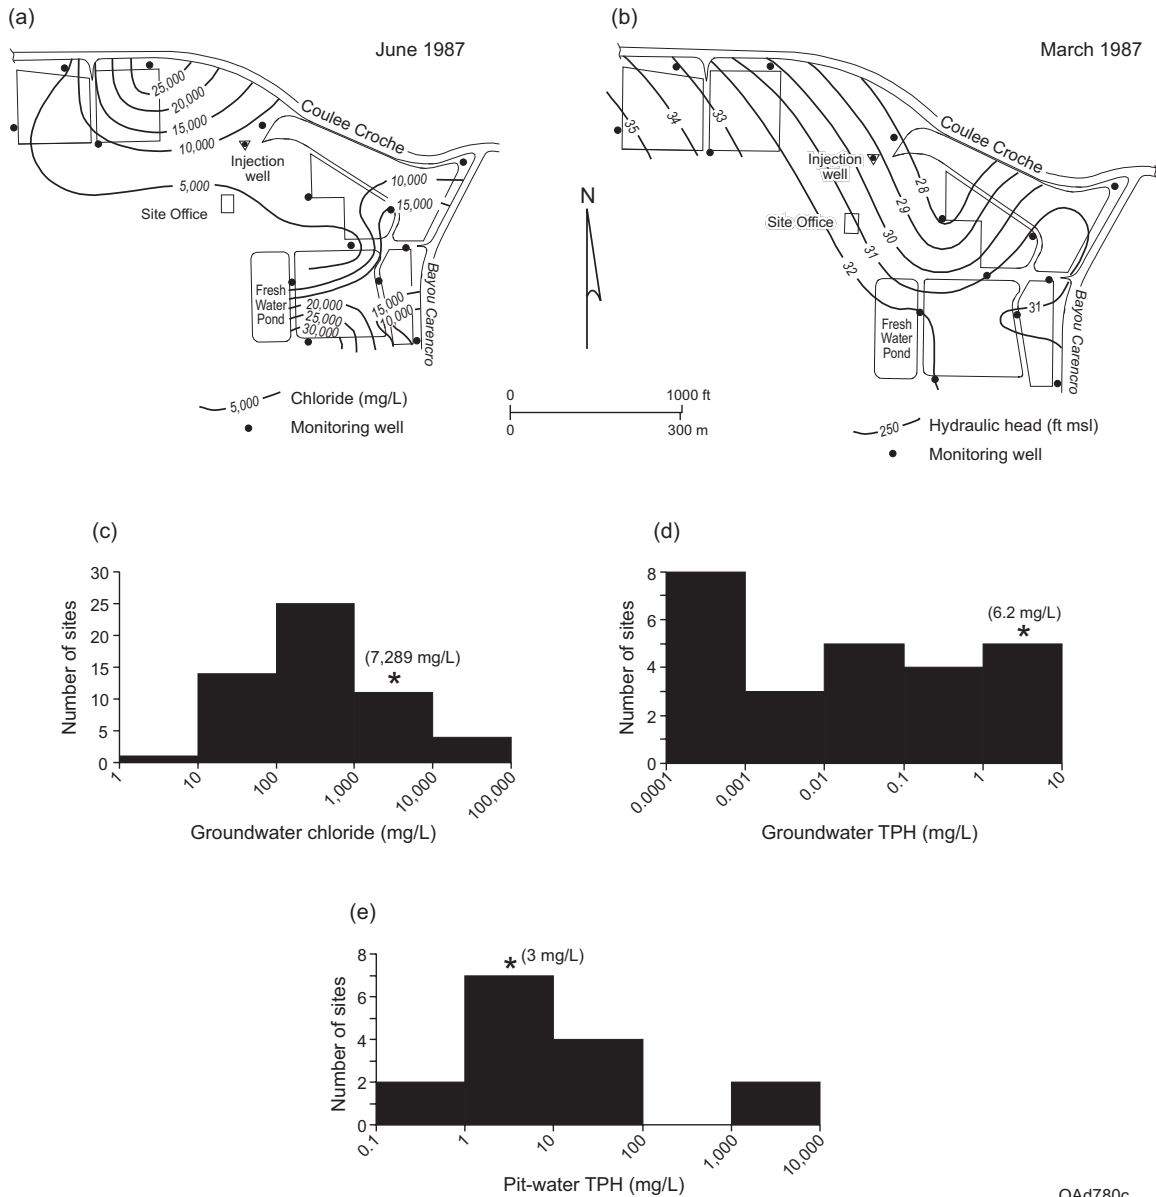 (a)
June 1987
25,000
20,000
15,000
10,000
Coulee Croche
Injection
well
5,000
10,000
15,000
Site Office
Fresh
Water
Pond
20,000
25,000
30,000
15,000
10,000
Bayou Carencro
5,000
Chloride (mg/L)
Monitoring well
N
0
1000 ft
0
300 m
(b)
March 1987
35
34
33
Coulee Croche
Injection
well
28
29
30
31
32
Site Office
Fresh
Water
Pond
31
Bayou Carencro
250
Hydraulic head (ft msl)
Monitoring well
(c)
Number of sites
30
25
20
15
10
5
0
(7,289 mg/L)
*
1
10
100
1,000
10,000
100,000
Groundwater chloride (mg/L)
(d)
Number of sites
8
6
4
2
0
(6.2 mg/L)
*
0.0001
0.001
0.01
0.1
1
10
Groundwater TPH (mg/L)
(e)
Number of sites
8
6
4
2
0
* (3 mg/L)
0.1
1
10
100
1,000
10,000
Pit-water TPH (mg/L)
QAd780c